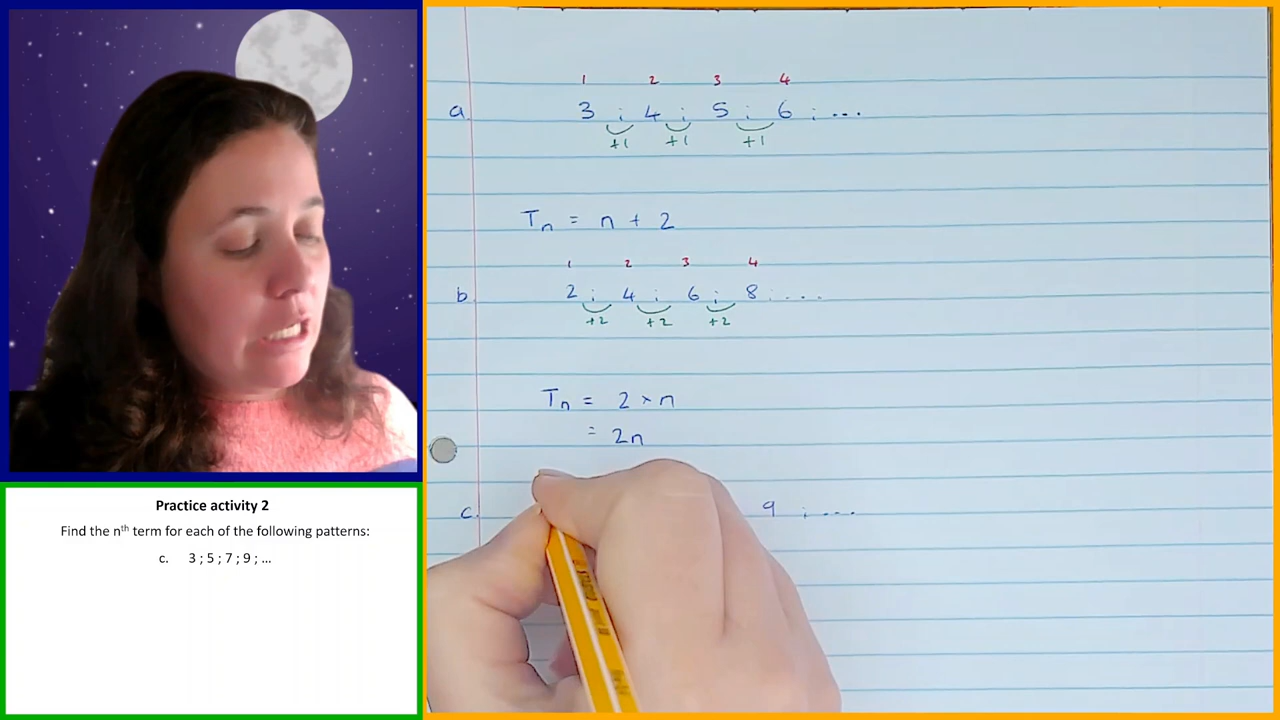 1 2 3 4
a. 3 ; 4 ; 5 ; 6 ; ...
+1 +1 +1
Tn = n + 2
1 2 3 4
b. 2 ; 4 ; 6 ; 8 ; ...
+2 +2 +2
Tn = 2 × n
= 2n
c. 9 ; ...
Practice activity 2
Find the nth term for each of the following patterns:
c. 3 ; 5 ; 7 ; 9 ; ...